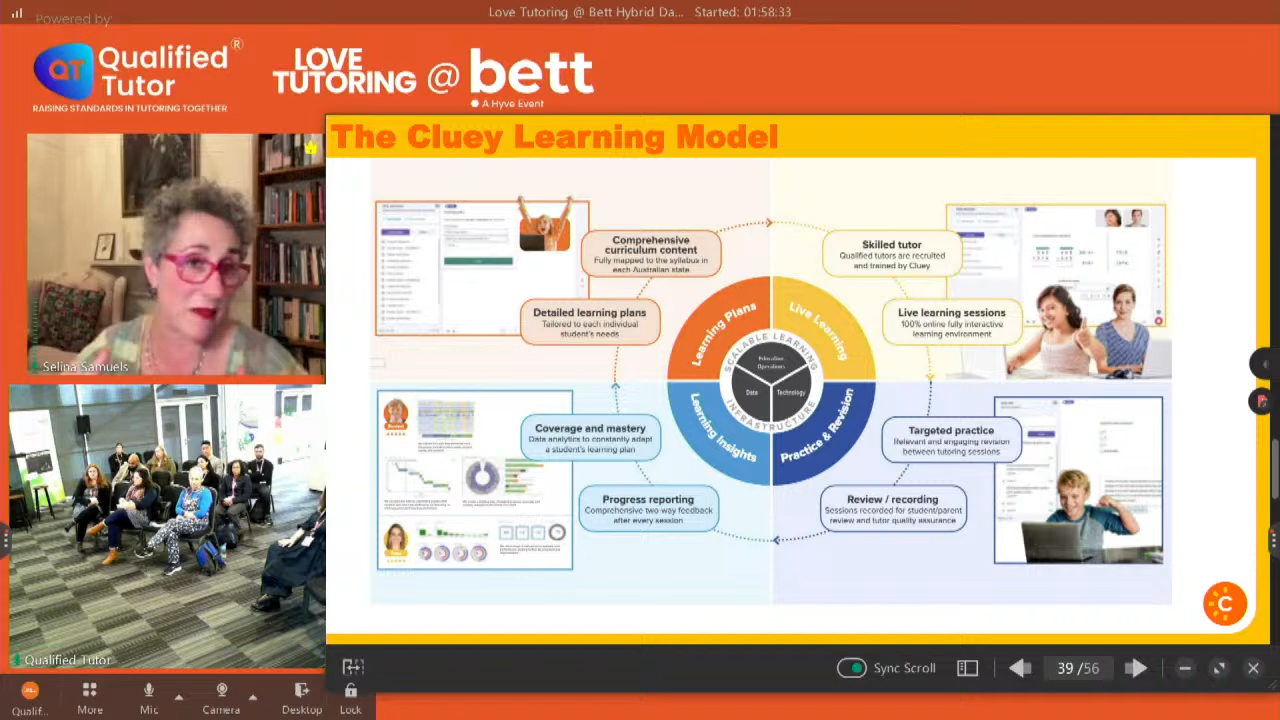 Love Tutoring @ Bett Hybrid Da... Started: 01:58:33
Powered by:
QT
Qualified ®
Tutor
RAISING STANDARDS IN TUTORING TOGETHER
LOVE
TUTORING @ bett
A Hyve Event
The Cluey Learning Model
Comprehensive
curriculum content
Fully mapped to the syllabus in
each Australian state
Detailed learning plans
Tailored to each individual
student's needs
Skilled tutor
Qualified tutors are recruited
and trained by Cluey
Live learning sessions
100% online fully interactive
learning environment
Learning Plans
Live Learning
SCALABLE LEARNING
Education
Operations
Data
Technology
INFRASTRUCTURE
Learning Insights
Practice & Revision
Coverage and mastery
Data analytics to constantly adapt
a student's learning plan
Progress reporting
Comprehensive two way feedback
after every session
Targeted practice
Relevant and engaging revision
between tutoring sessions
Review / recording
Sessions recorded for student/parent
review and tutor quality assurance
C
Selina Samuels
Qualified Tutor
Sync Scroll
39 /56
Qualif...
More
Mic
Camera
Desktop
Lock